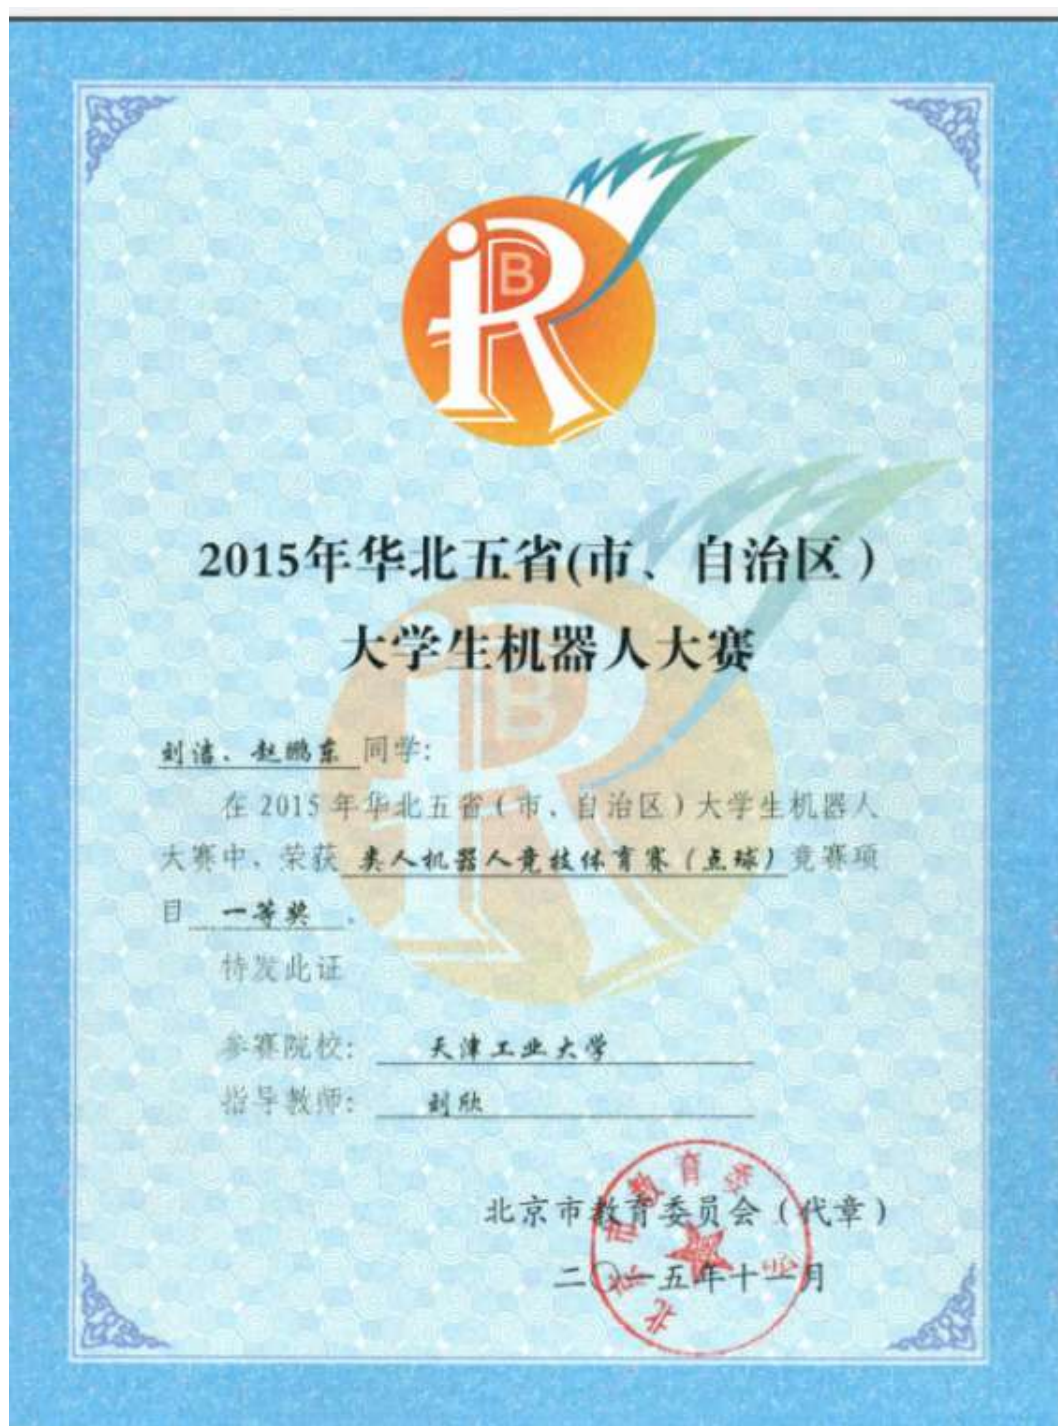 iR
B
2015年华北五省(市、自治区)
大学生机器人大赛
刘洁、赵鹏东 同学:
在 2015 年华北五省(市、自治区)大学生机器人
大赛中、荣获 类人机器人竞技体育赛(点球) 竞赛项
目 一等奖 。
特发此证
参赛院校: 天津工业大学
指导教师: 刘欣
北京市教育委员会(代章)
二〇一五年十一月